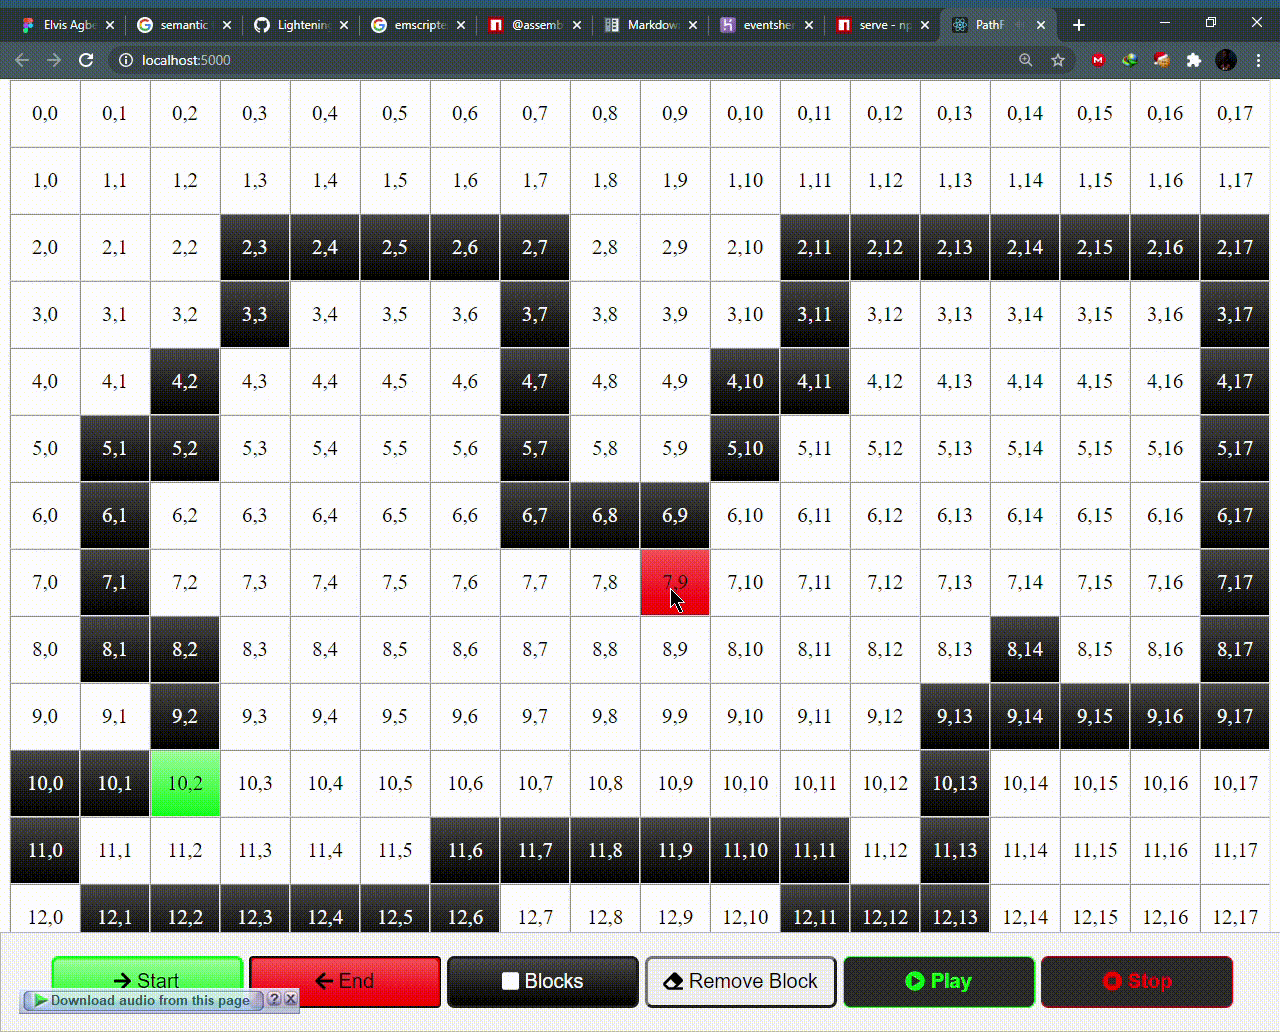 Elvis Agbe
semantic
Lightenin
emscripte
@assemb
Markdow
eventsher
serve - np
PathF
localhost:5000
0,0 0,1 0,2 0,3 0,4 0,5 0,6 0,7 0,8 0,9 0,10 0,11 0,12 0,13 0,14 0,15 0,16 0,17
1,0 1,1 1,2 1,3 1,4 1,5 1,6 1,7 1,8 1,9 1,10 1,11 1,12 1,13 1,14 1,15 1,16 1,17
2,0 2,1 2,2 2,3 2,4 2,5 2,6 2,7 2,8 2,9 2,10 2,11 2,12 2,13 2,14 2,15 2,16 2,17
3,0 3,1 3,2 3,3 3,4 3,5 3,6 3,7 3,8 3,9 3,10 3,11 3,12 3,13 3,14 3,15 3,16 3,17
4,0 4,1 4,2 4,3 4,4 4,5 4,6 4,7 4,8 4,9 4,10 4,11 4,12 4,13 4,14 4,15 4,16 4,17
5,0 5,1 5,2 5,3 5,4 5,5 5,6 5,7 5,8 5,9 5,10 5,11 5,12 5,13 5,14 5,15 5,16 5,17
6,0 6,1 6,2 6,3 6,4 6,5 6,6 6,7 6,8 6,9 6,10 6,11 6,12 6,13 6,14 6,15 6,16 6,17
7,0 7,1 7,2 7,3 7,4 7,5 7,6 7,7 7,8 7,9 7,10 7,11 7,12 7,13 7,14 7,15 7,16 7,17
8,0 8,1 8,2 8,3 8,4 8,5 8,6 8,7 8,8 8,9 8,10 8,11 8,12 8,13 8,14 8,15 8,16 8,17
9,0 9,1 9,2 9,3 9,4 9,5 9,6 9,7 9,8 9,9 9,10 9,11 9,12 9,13 9,14 9,15 9,16 9,17
10,0 10,1 10,2 10,3 10,4 10,5 10,6 10,7 10,8 10,9 10,10 10,11 10,12 10,13 10,14 10,15 10,16 10,17
11,0 11,1 11,2 11,3 11,4 11,5 11,6 11,7 11,8 11,9 11,10 11,11 11,12 11,13 11,14 11,15 11,16 11,17
12,0 12,1 12,2 12,3 12,4 12,5 12,6 12,7 12,8 12,9 12,10 12,11 12,12 12,13 12,14 12,15 12,16 12,17
Start End Blocks Remove Block Play Stop
Download audio from this page ?